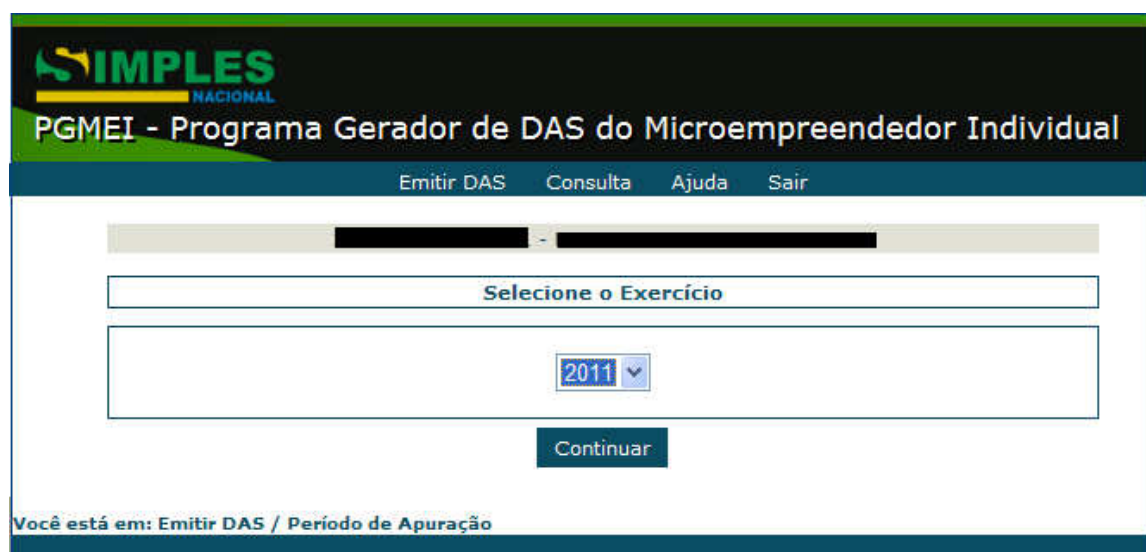 SIMPLES
NACIONAL
PGMEI - Programa Gerador de DAS do Microempreendedor Individual
Emitir DAS Consulta Ajuda Sair
-
Selecione o Exercício
2011
Continuar
Você está em: Emitir DAS / Período de Apuração